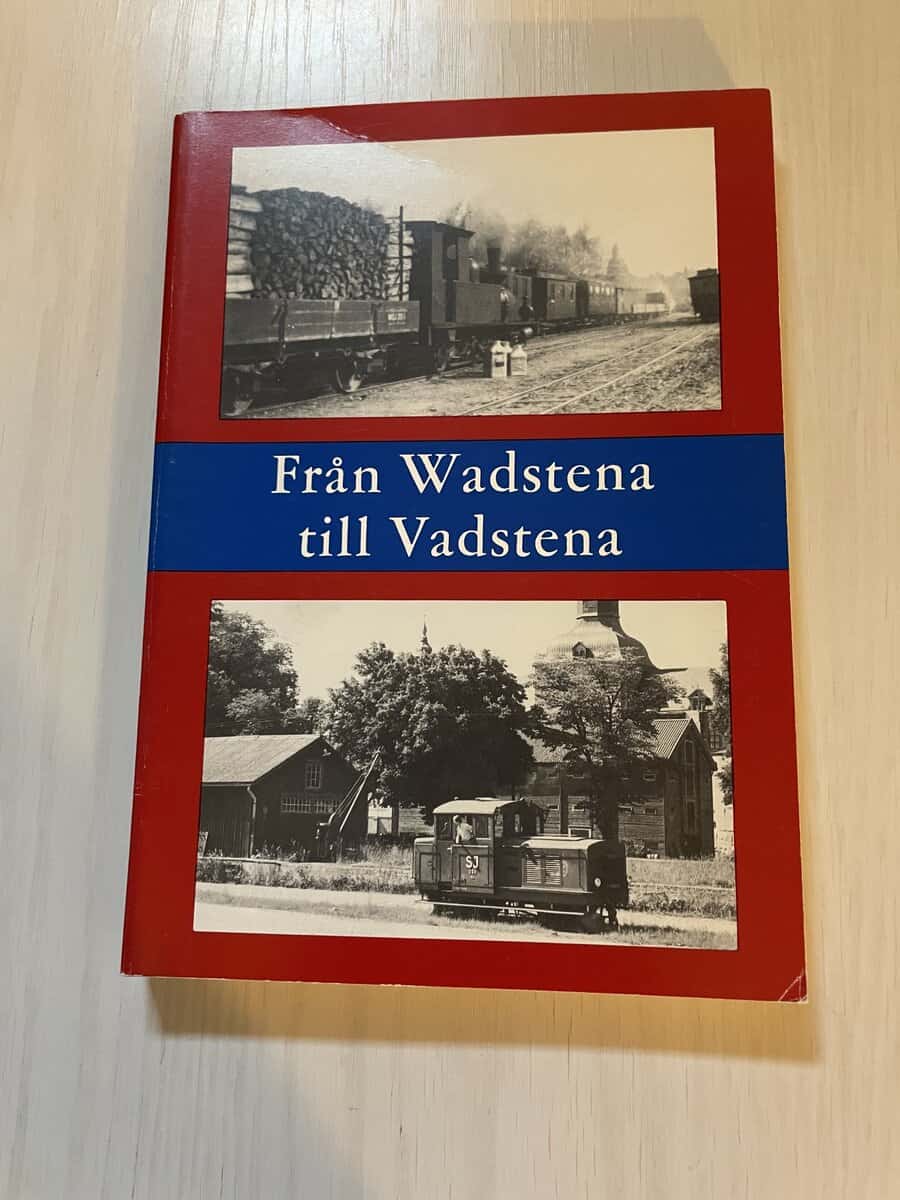 Från Wadstena
till Vadstena
SJ